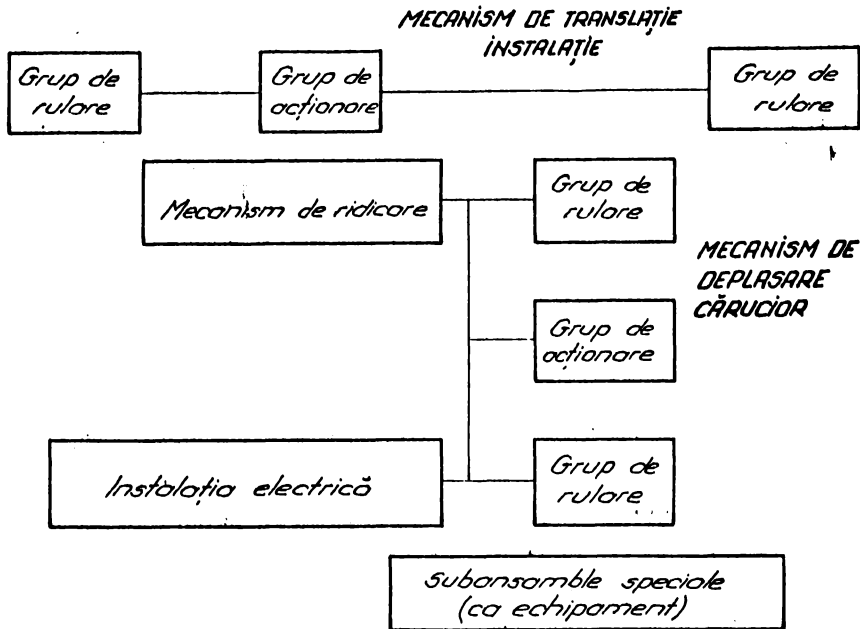 MECANISM DE TRANSLAȚIE
INSTALAȚIE
Grup de
rulare
Grup de
acționare
Grup de
rulare
Mecanism de ridicare
Grup de
rulare
MECANISM DE
DEPLASARE
CĂRUCIOR
Grup de
acționare
Instalația electrică
Grup de
rulare
Subansamble speciale
(ca echipament)